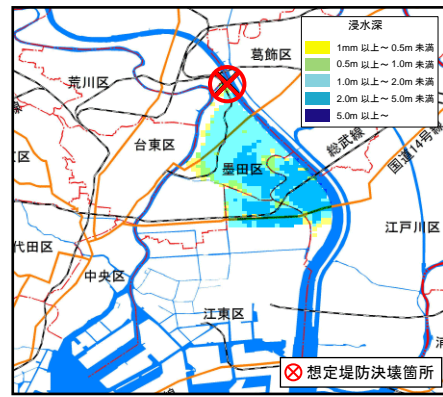 浸水深
1mm 以上～ 0.5m 未満
0.5m 以上～ 1.0m 未満
1.0m 以上～ 2.0m 未満
2.0m 以上～ 5.0m 未満
5.0m 以上～
葛飾区
荒川区
台東区
総武線
国道14号線
墨田区
江戸川区
代田区
中央区
江東区
想定堤防決壊箇所